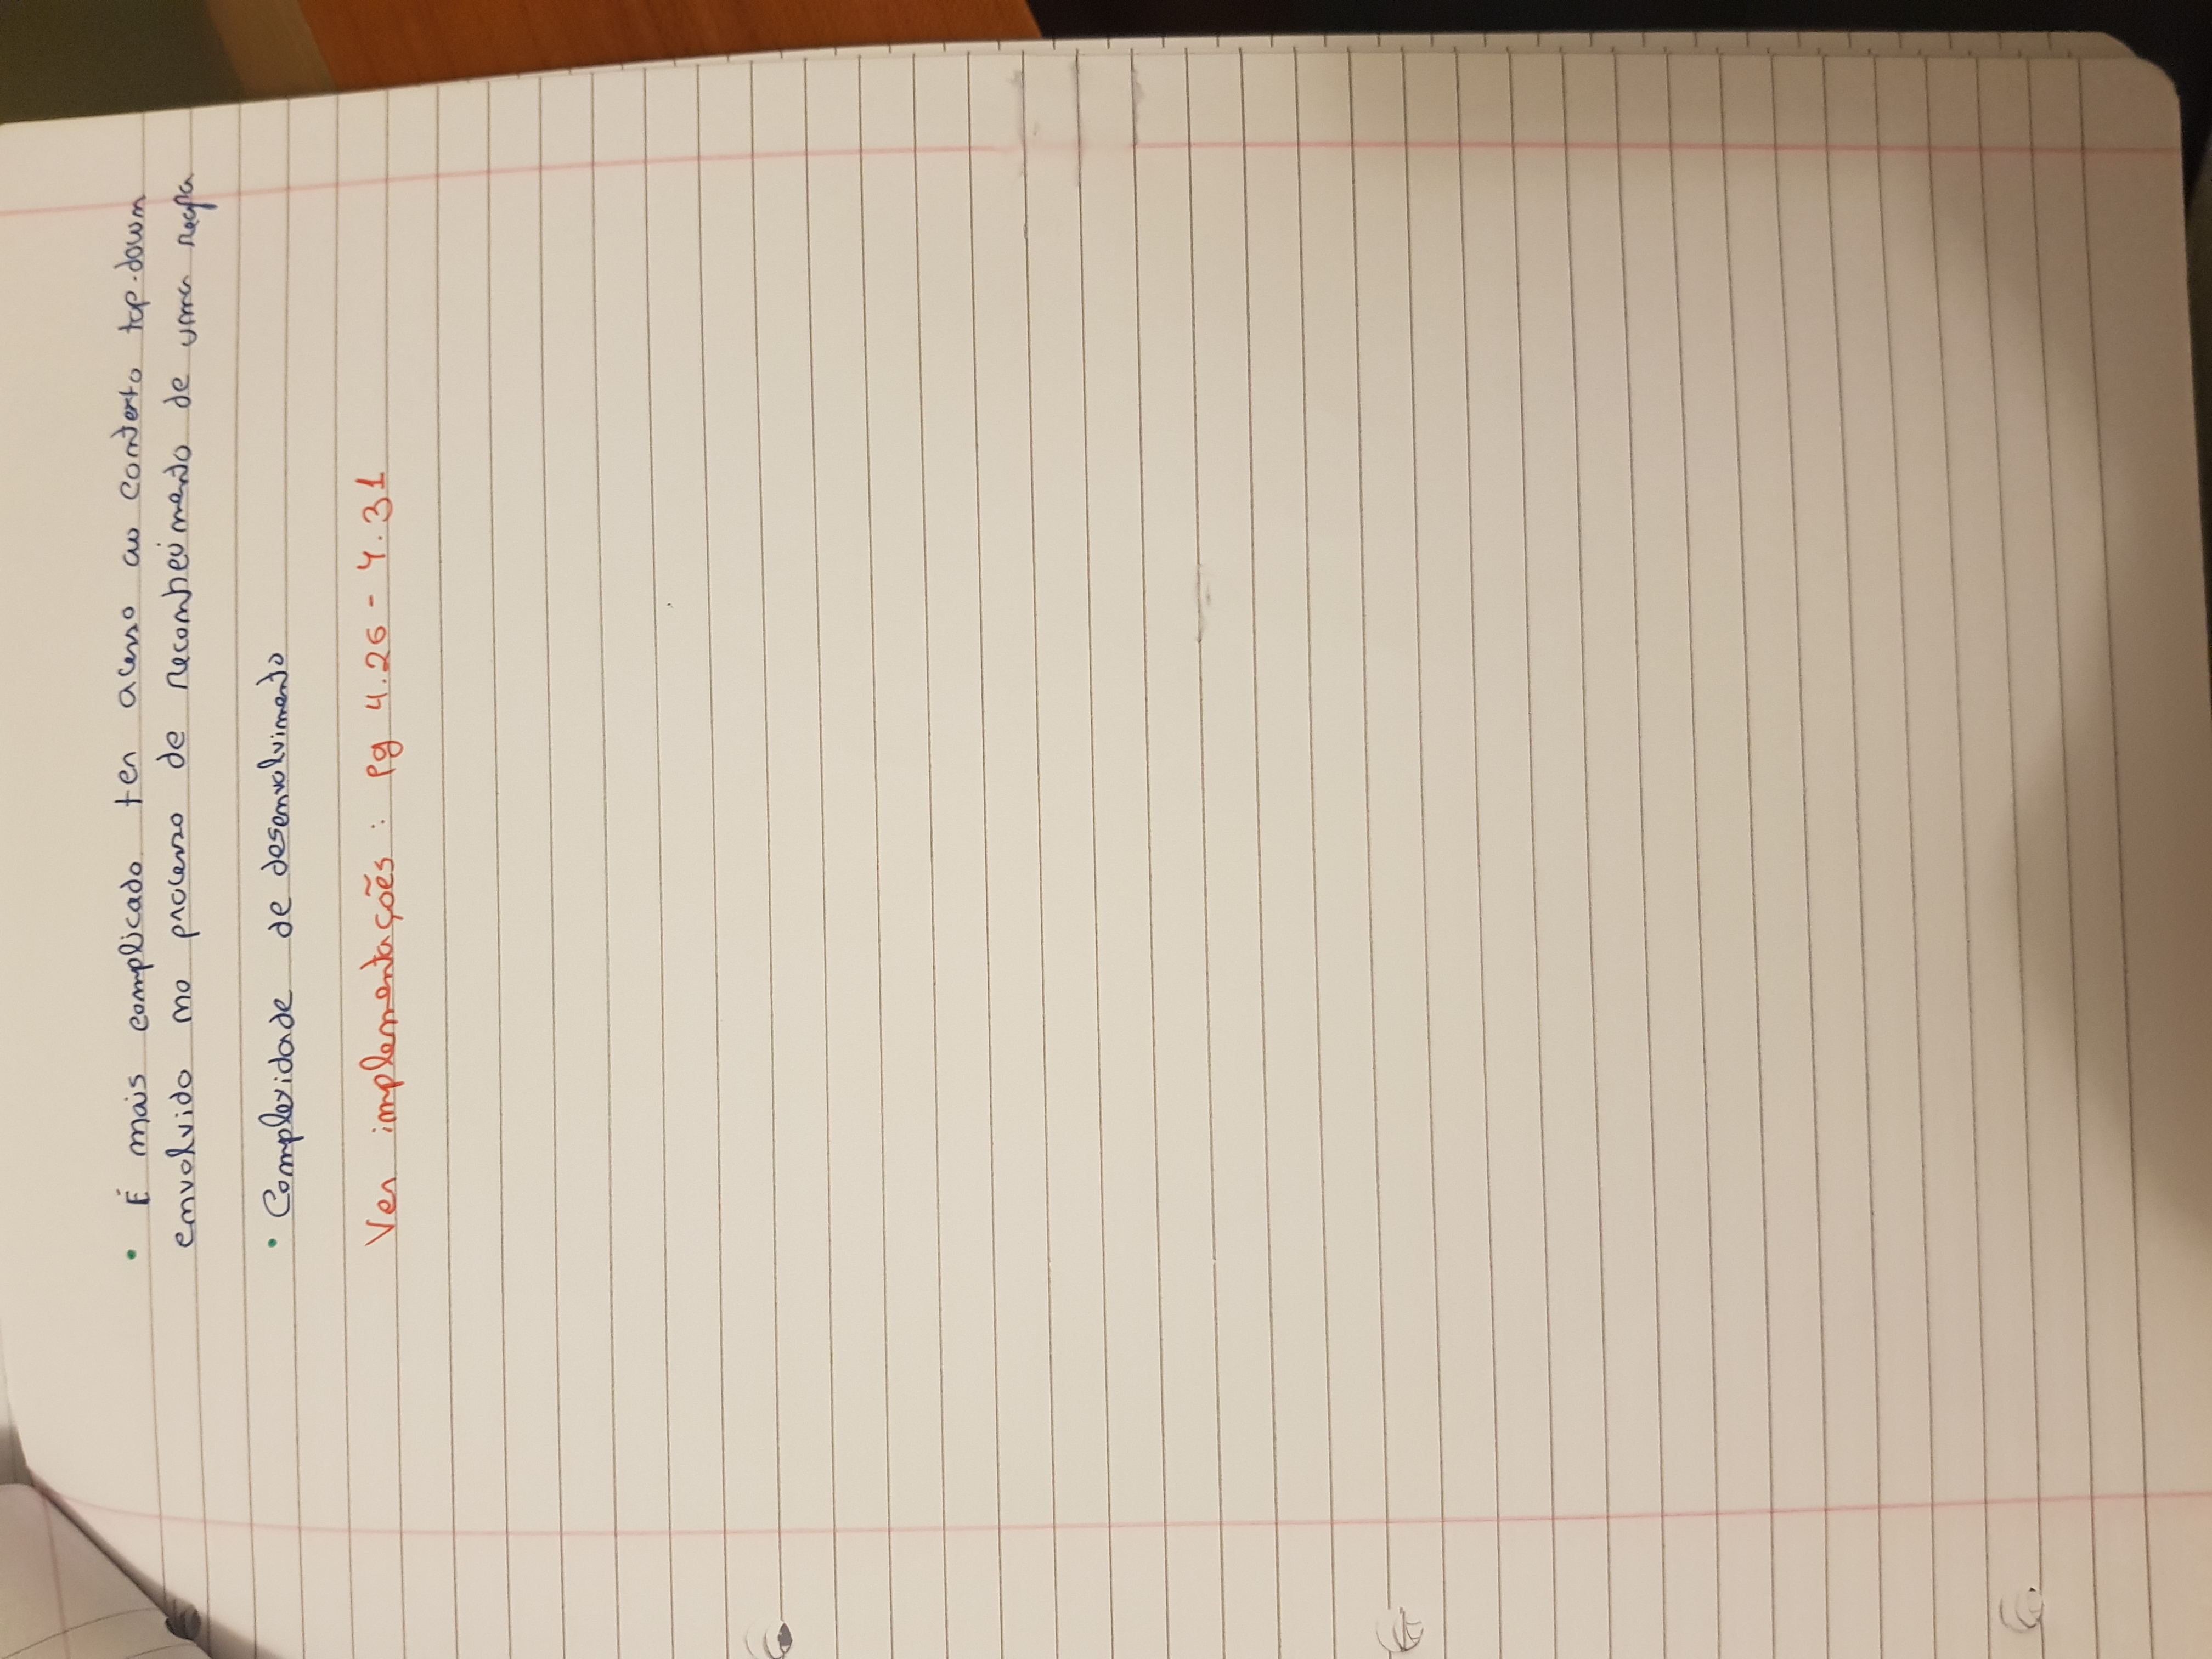 • É mais complicado ter acesso ao contexto top-down
envolvido no processo de reconhecimento de uma regra
• Complexidade de desenvolvimento
Ver implementações : Pg 4.26 - 4.31